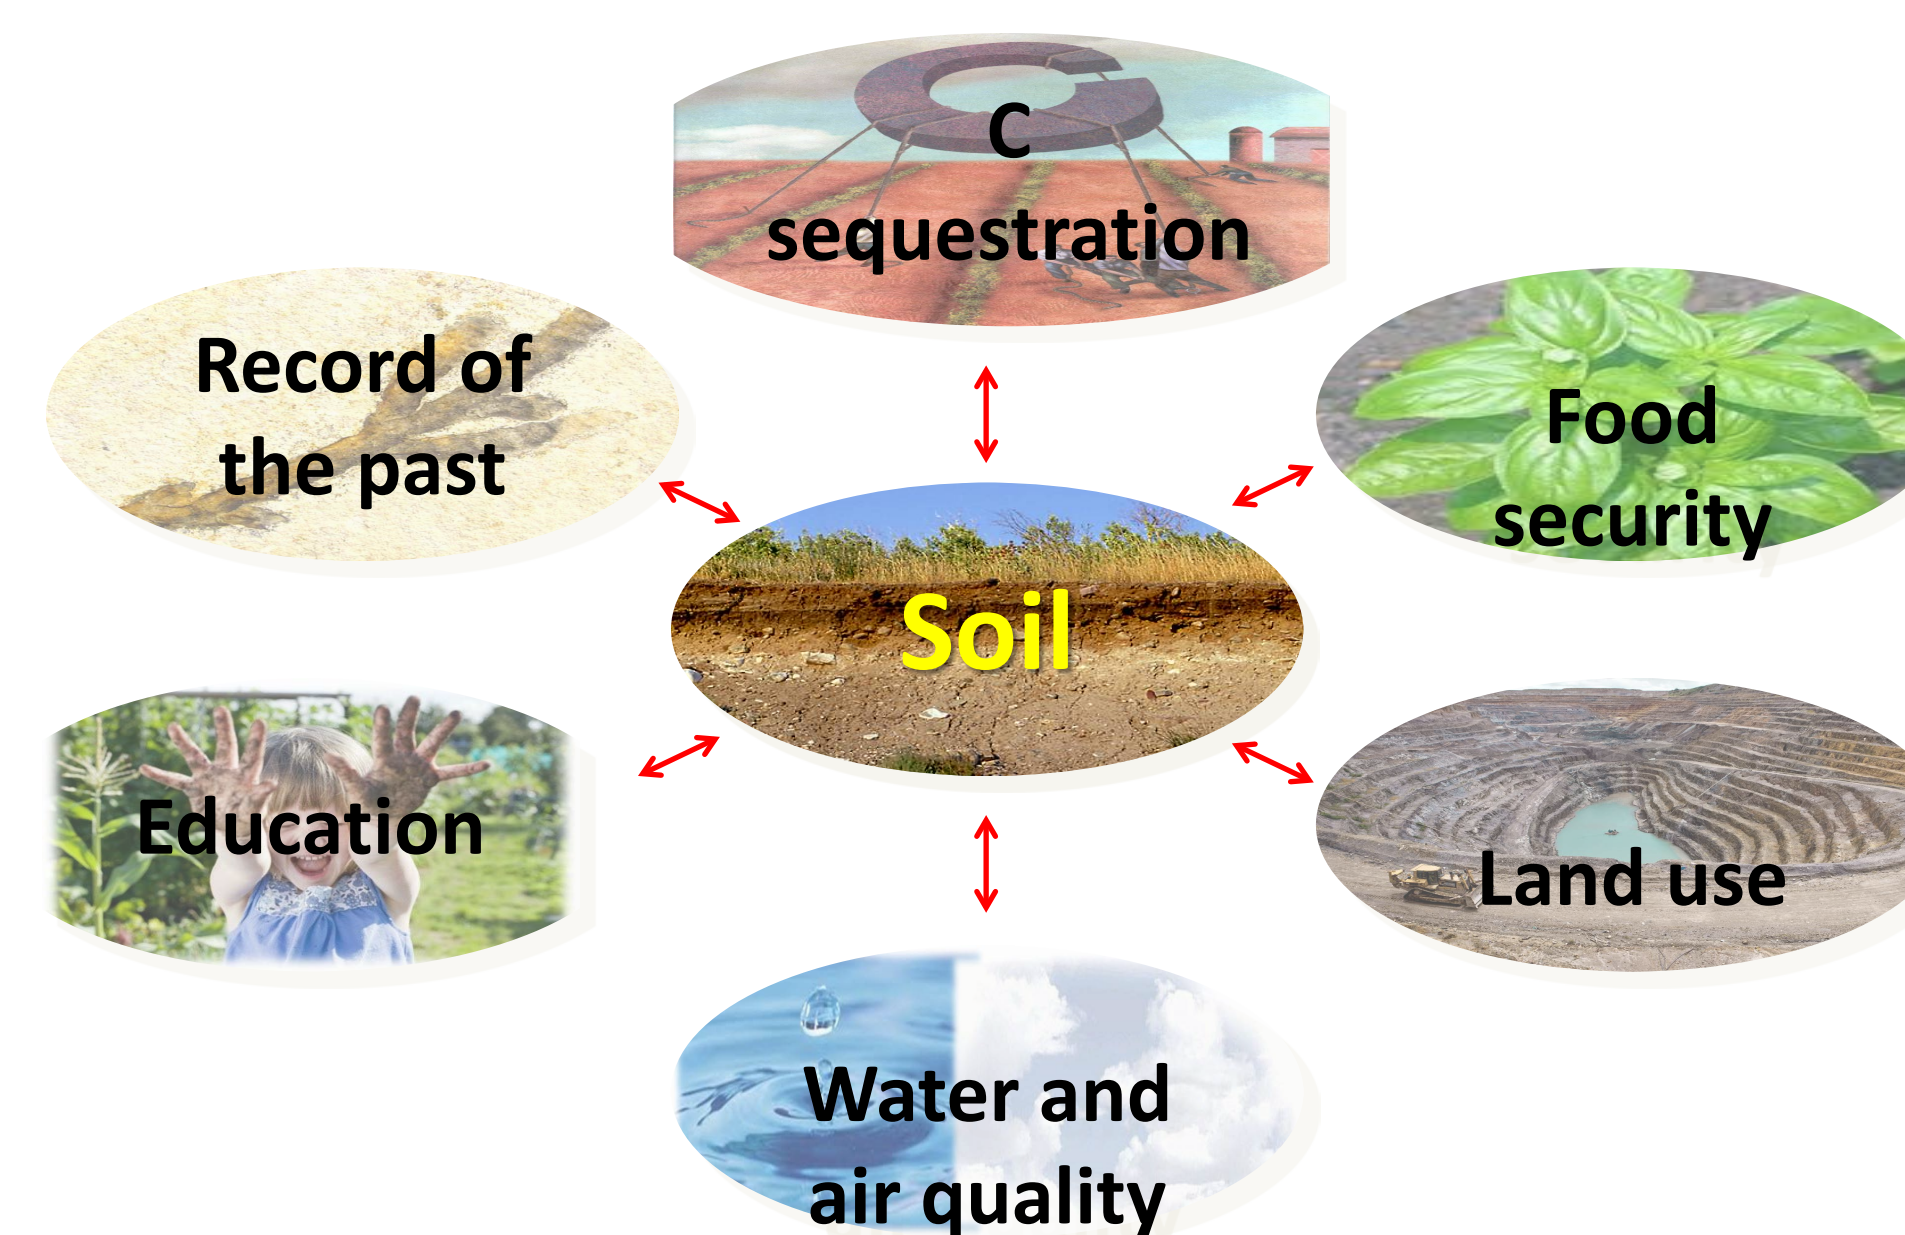 C
sequestration
Record of
the past
Food
security
Soil
Education
Land use
Water and
air quality